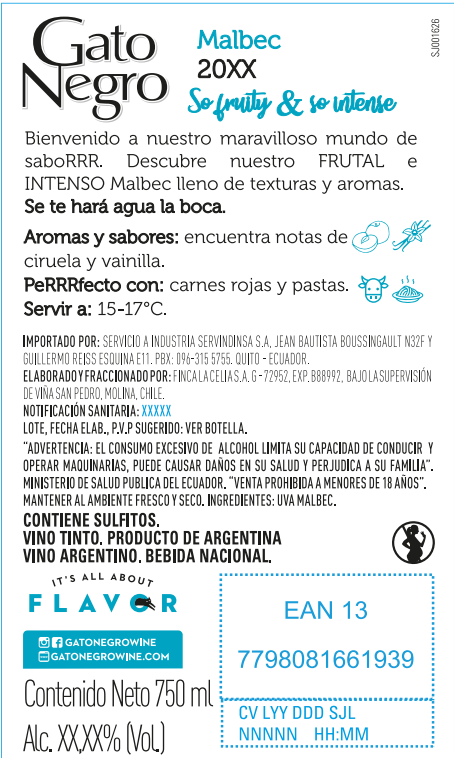 Gato
Negro
Malbec
20XX
So fruity & so intense
SJ001626
Bienvenido a nuestro maravilloso mundo de
saboRRR. Descubre nuestro FRUTAL e
INTENSO Malbec lleno de texturas y aromas.
Se te hará agua la boca.
Aromas y sabores: encuentra notas de
ciruela y vainilla.
PeRRRfecto con: carnes rojas y pastas.
Servir a: 15-17°C.
IMPORTADO POR: SERVICIO A INDUSTRIA SERVINDINSA S.A, JEAN BAUTISTA BOUSSINGAULT N32F Y
GUILLERMO REISS ESQUINA E11. PBX: 096-315 5755. QUITO - ECUADOR.
ELABORADO Y FRACCIONADO POR: FINCA LA CELIA S.A. G - 72952, EXP. B88992, BAJO LA SUPERVISIÓN
DE VIÑA SAN PEDRO, MOLINA, CHILE.
NOTIFICACIÓN SANITARIA: XXXXX
LOTE, FECHA ELAB., P.V.P SUGERIDO: VER BOTELLA.
"ADVERTENCIA: EL CONSUMO EXCESIVO DE ALCOHOL LIMITA SU CAPACIDAD DE CONDUCIR Y
OPERAR MAQUINARIAS, PUEDE CAUSAR DAÑOS EN SU SALUD Y PERJUDICA A SU FAMILIA".
MINISTERIO DE SALUD PUBLICA DEL ECUADOR. "VENTA PROHIBIDA A MENORES DE 18 AÑOS".
MANTENER AL AMBIENTE FRESCO Y SECO. INGREDIENTES: UVA MALBEC.
CONTIENE SULFITOS.
VINO TINTO. PRODUCTO DE ARGENTINA
VINO ARGENTINO. BEBIDA NACIONAL.
IT'S ALL ABOUT
FLAVOR
GATONEGROWINE
GATONEGROWINE.COM
Contenido Neto 750 ml
Alc. XX,XX% (Vol.)
EAN 13
7798081661939
CV LYY DDD SJL
NNNNN HH:MM